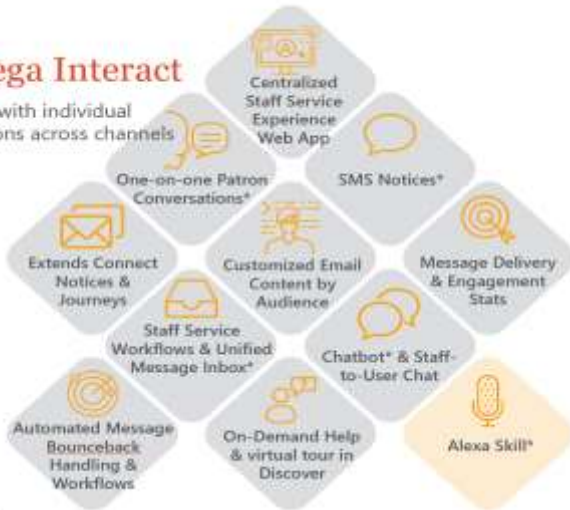 ega Interact
with individual
ons across channels
Centralized
Staff Service
Experience
Web App
One-on-one Patron
Conversations*
SMS Notices*
Extends Connect
Notices &
Journeys
Customized Email
Content by
Audience
Message Delivery
& Engagement
Stats
Staff Service
Workflows & Unified
Message Inbox*
Chatbot* & Staff-
to-User Chat
Automated Message
Bounceback
Handling &
Workflows
On-Demand Help
& virtual tour in
Discover
Alexa Skill*